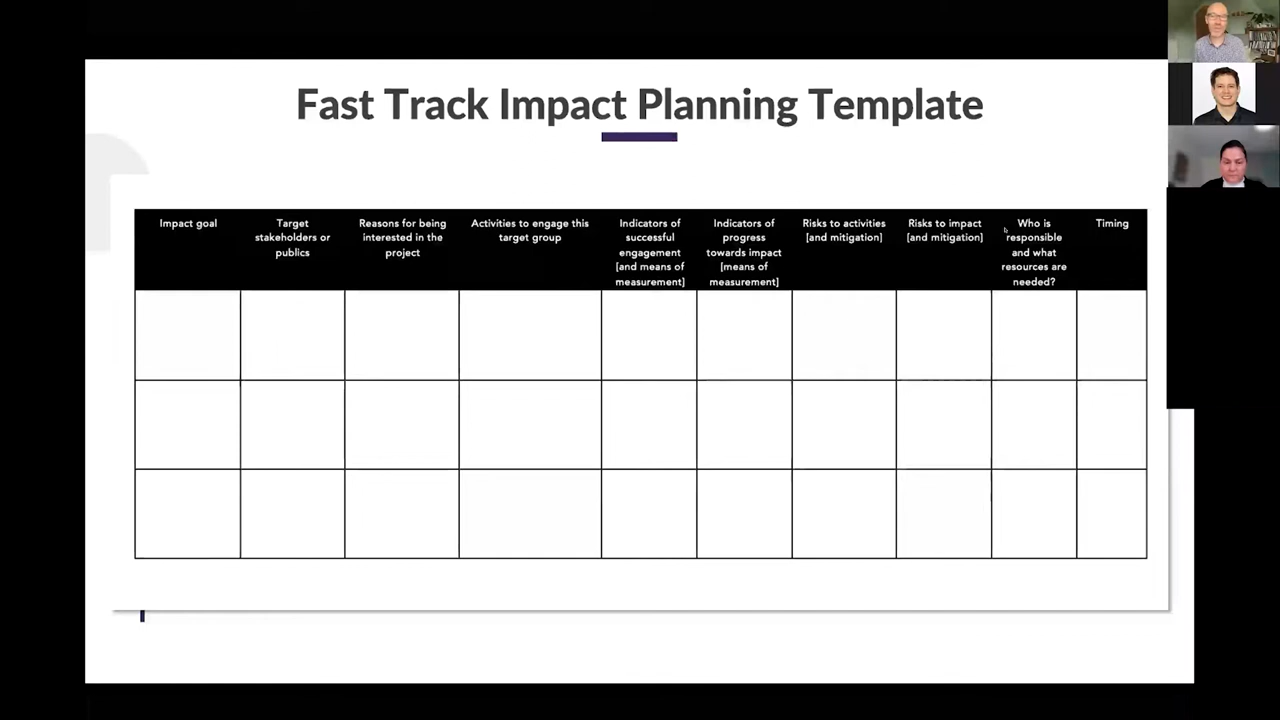 Fast Track Impact Planning Template
Impact goal
Target
stakeholders or
publics
Reasons for being
interested in the
project
Activities to engage this
target group
Indicators of
successful
engagement
[and means of
measurement]
Indicators of
progress
towards impact
[means of
measurement]
Risks to activities
[and mitigation]
Risks to impact
[and mitigation]
Who is
responsible
and what
resources are
needed?
Timing